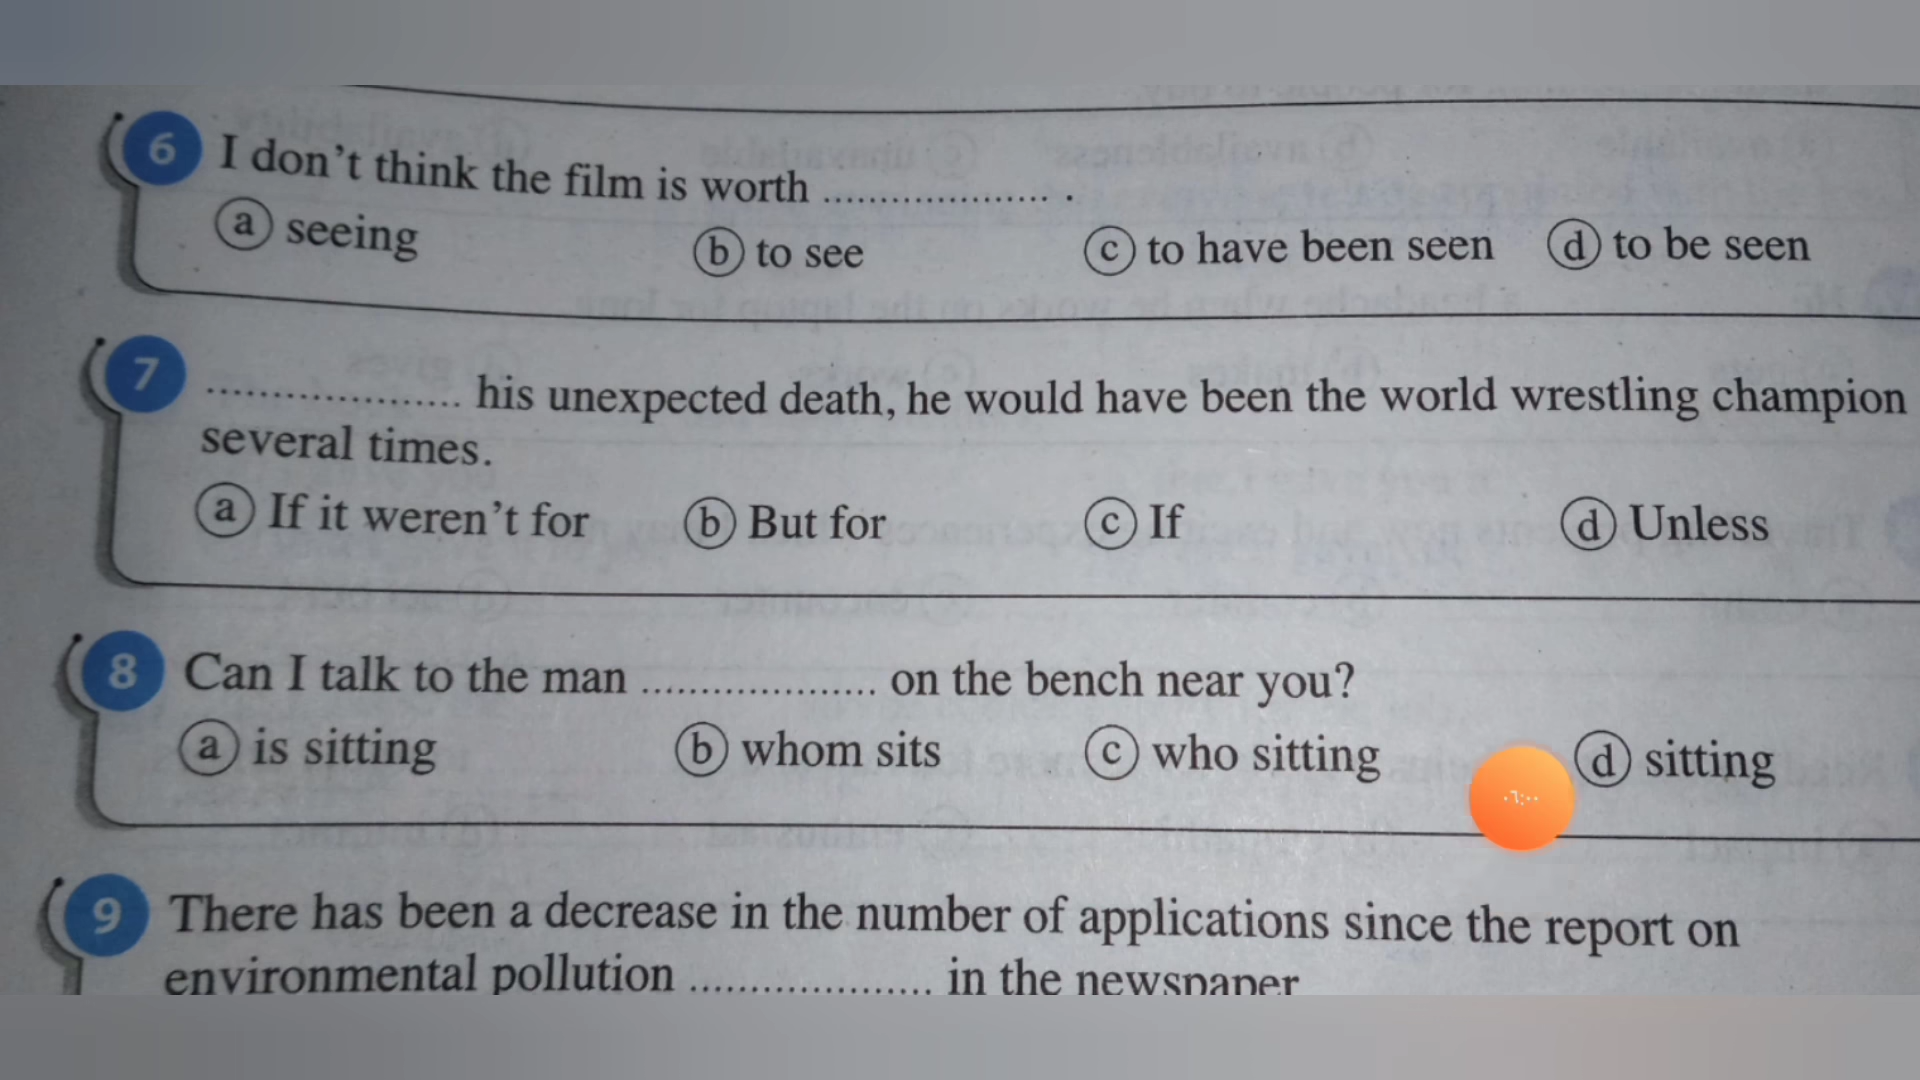 6 I don't think the film is worth .................... .
a seeing b to see c to have been seen d to be seen
7 .................... his unexpected death, he would have been the world wrestling champion
several times.
a If it weren't for b But for c If d Unless
8 Can I talk to the man .................... on the bench near you?
a is sitting b whom sits c who sitting d sitting
٠٦:٠٠
9 There has been a decrease in the number of applications since the report on
environmental pollution .................... in the newspaper